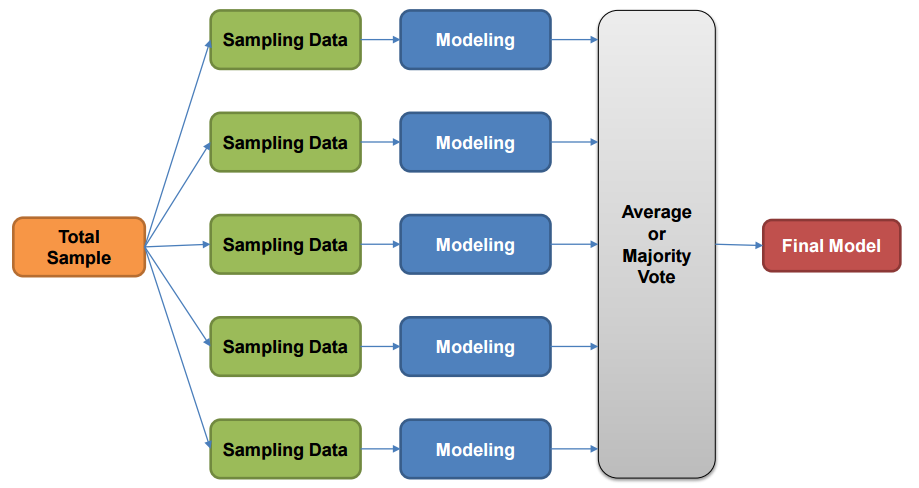 Sampling Data
Modeling
Sampling Data
Modeling
Total
Sample
Sampling Data
Modeling
Average
or
Majority
Vote
Final Model
Sampling Data
Modeling
Sampling Data
Modeling